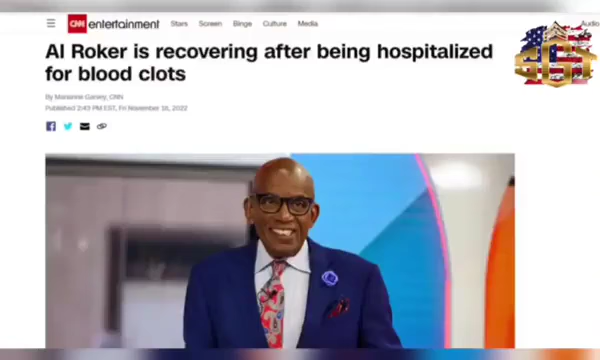 CNN entertainment Stars Screen Binge Culture Media Audio
Al Roker is recovering after being hospitalized
for blood clots
By Marianne Garvey, CNN
Published 2:43 PM EST, Fri November 18, 2022